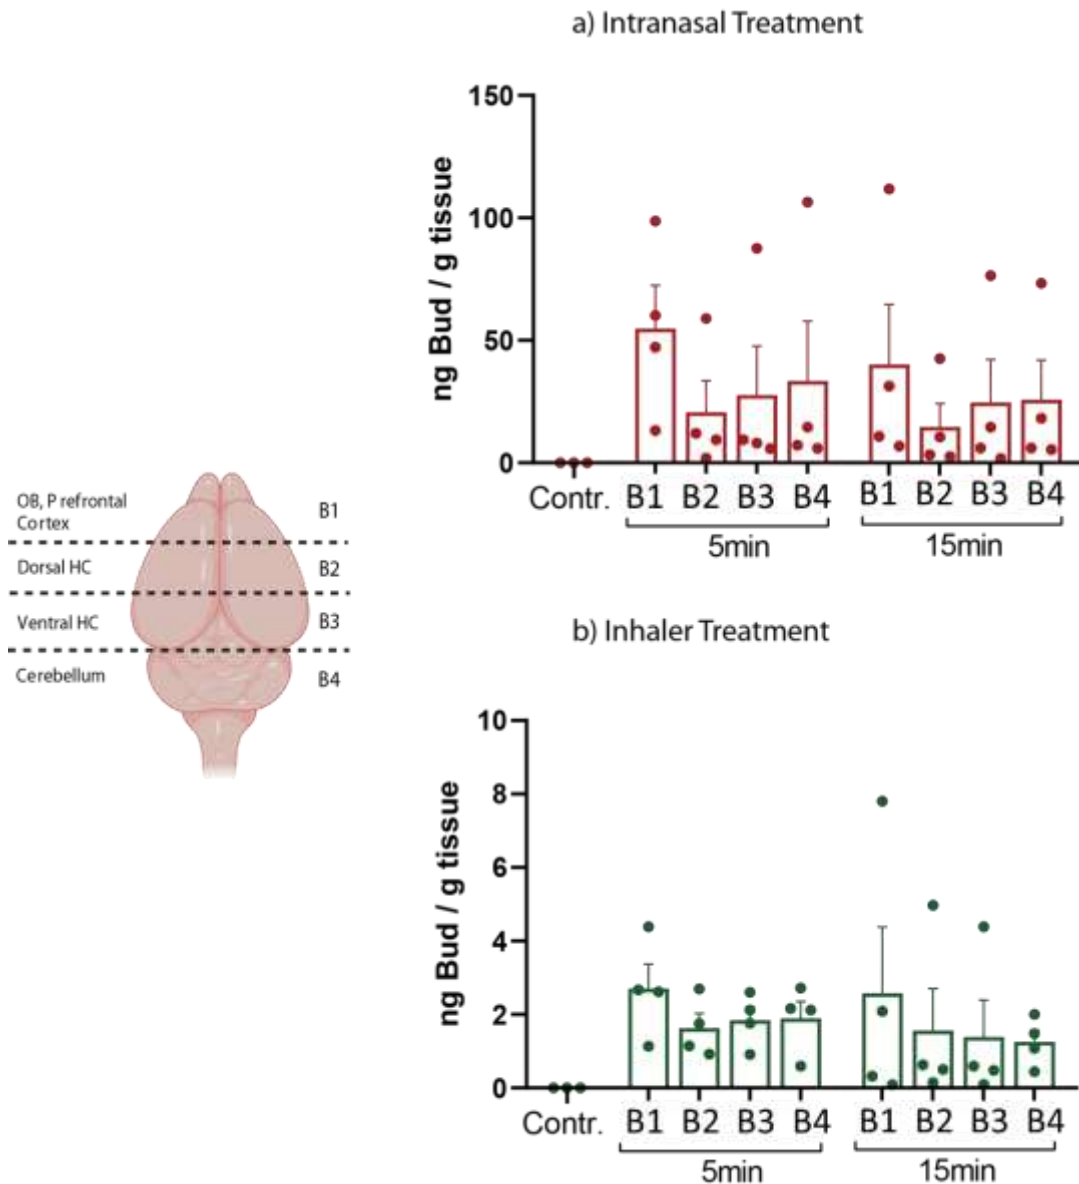 a) Intranasal Treatment
ng Bud / g tissue
150
100
50
0
Contr. B1 B2 B3 B4 B1 B2 B3 B4
5min 15min
OB, P refrontal
Cortex
B1
Dorsal HC B2
Ventral HC B3
Cerebellum B4
b) Inhaler Treatment
ng Bud / g tissue
10
8
6
4
2
0
Contr. B1 B2 B3 B4 B1 B2 B3 B4
5min 15min